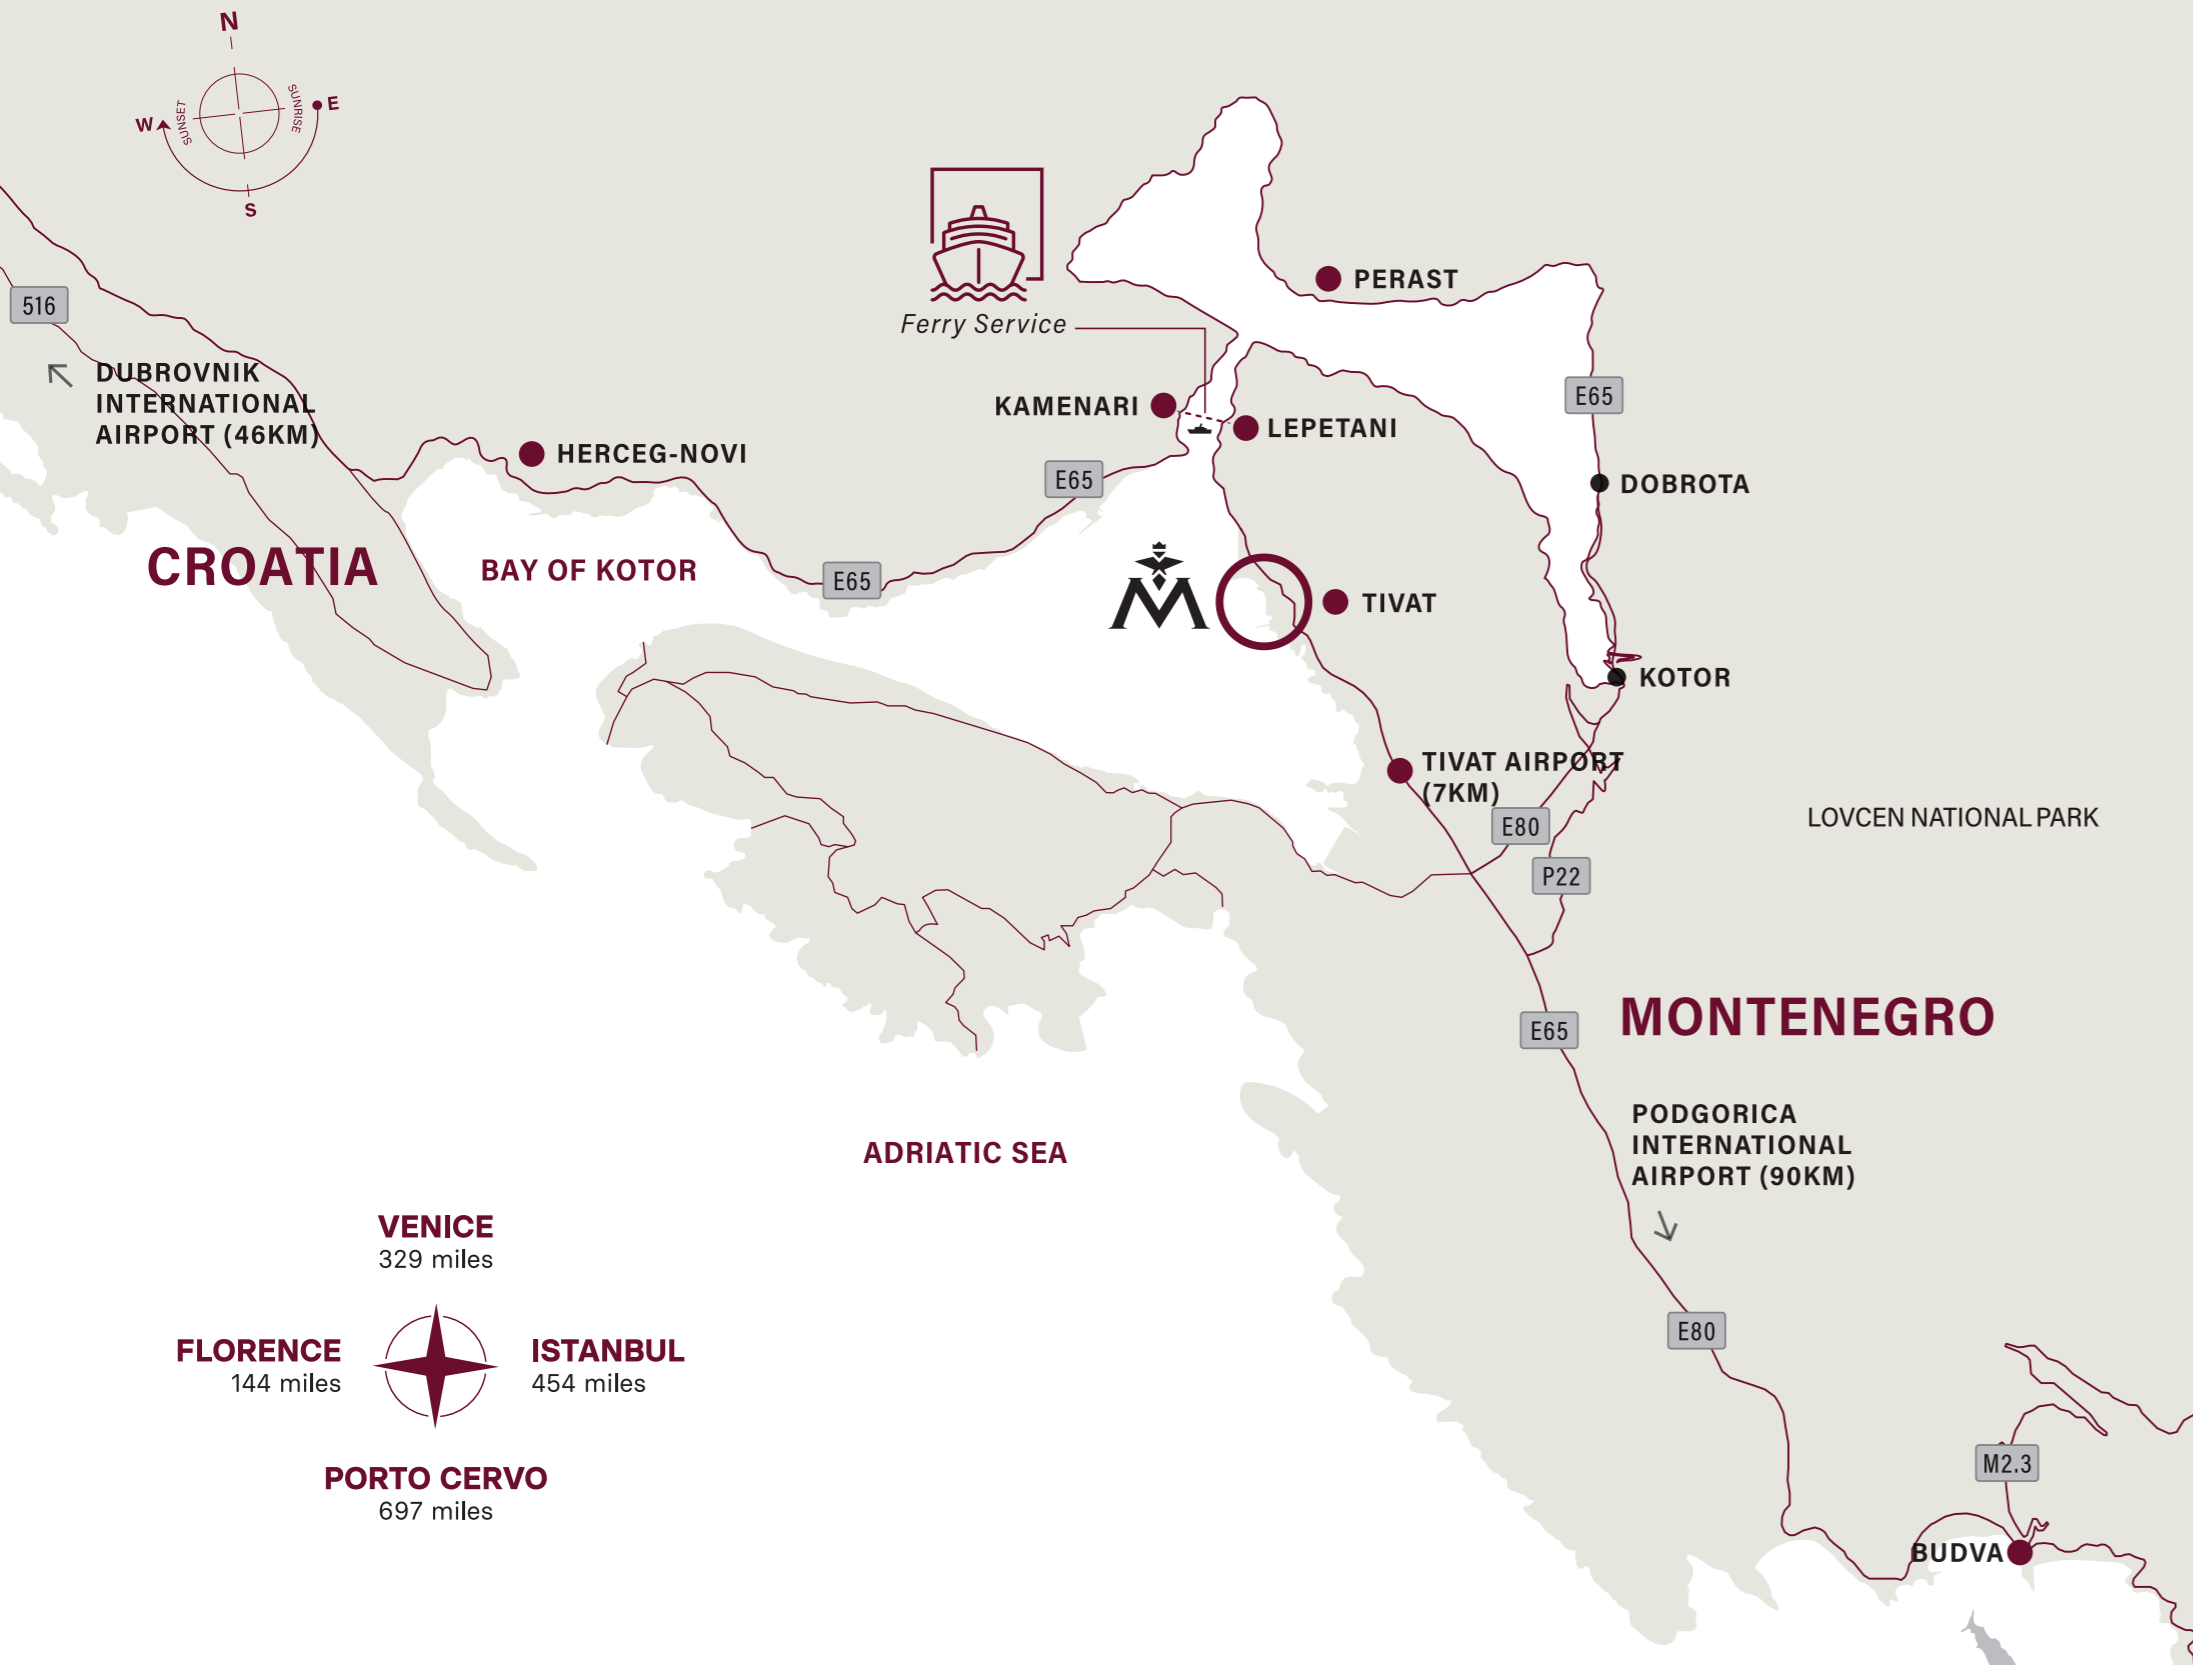 N
W
SUNSET
SUNRISE
E
S
516
DUBROVNIK
INTERNATIONAL
AIRPORT (46KM)
Ferry Service
PERAST
KAMENARI
LEPETANI
E65
HERCEG-NOVI
E65
DOBROTA
CROATIA
BAY OF KOTOR
E65
M
TIVAT
KOTOR
TIVAT AIRPORT
(7KM)
E80
LOVCEN NATIONAL PARK
P22
MONTENEGRO
E65
PODGORICA
INTERNATIONAL
AIRPORT (90KM)
ADRIATIC SEA
VENICE
329 miles
FLORENCE
144 miles
ISTANBUL
454 miles
PORTO CERVO
697 miles
E80
M2.3
BUDVA